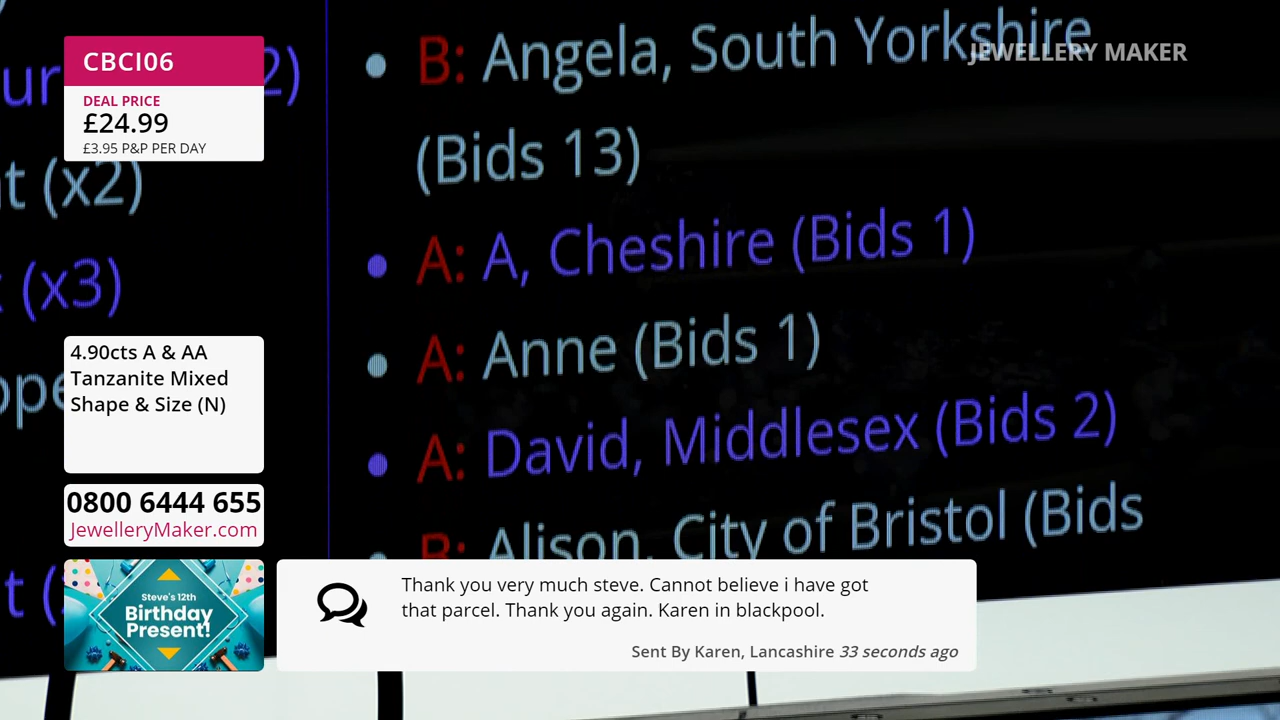 CBCI06
DEAL PRICE
£24.99
£3.95 P&P PER DAY
JEWELLERY MAKER
2)
t (x2)
(x3)
B: Angela, South Yorkshire
(Bids 13)
A: A, Cheshire (Bids 1)
A: Anne (Bids 1)
A: David, Middlesex (Bids 2)
B: Alison, City of Bristol (Bids
4.90cts A & AA
Tanzanite Mixed
Shape & Size (N)
0800 6444 655
JewelleryMaker.com
Steve's 12th
Birthday
Present!
Thank you very much steve. Cannot believe i have got
that parcel. Thank you again. Karen in blackpool.
Sent By Karen, Lancashire 33 seconds ago